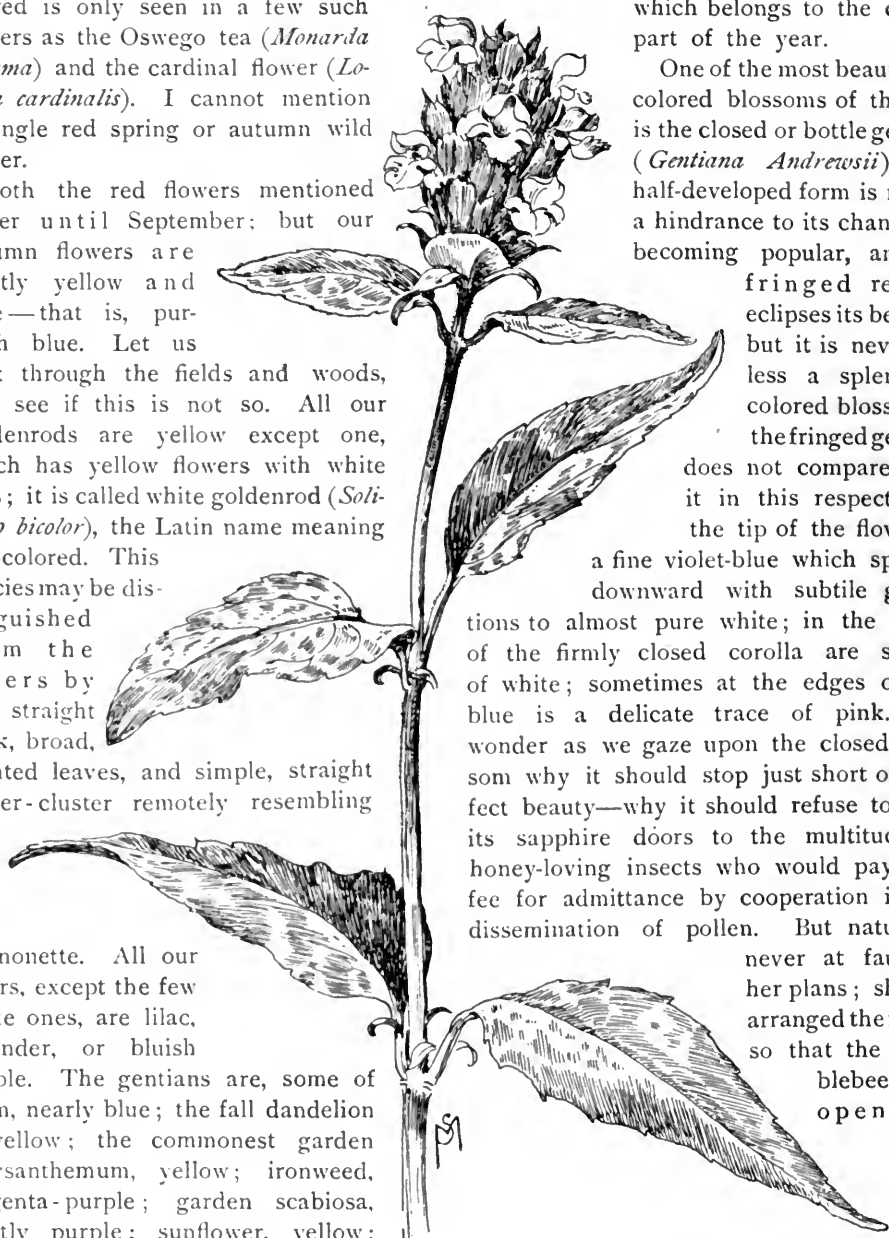 ed is only seen in a few such
ers as the Oswego tea (Monarda
ma) and the cardinal flower (Lo-
a cardinalis). I cannot mention
ngle red spring or autumn wild
er.
oth the red flowers mentioned
er until September; but our
umn flowers are
tly yellow and
e—that is, pur-
h blue. Let us
through the fields and woods,
see if this is not so. All our
denrods are yellow except one,
ch has yellow flowers with white
; it is called white goldenrod (Soli-
o bicolor), the Latin name meaning
-colored. This
cies may be dis-
guished
m the
ers by
straight
k, broad,
ated leaves, and simple, straight
er-cluster remotely resembling
nonette. All our
rs, except the few
te ones, are lilac,
nder, or bluish
ple. The gentians are, some of
m, nearly blue; the fall dandelion
yellow; the commonest garden
rysanthemum, yellow; ironweed,
genta-purple; garden scabiosa,
tly purple; sunflower, yellow;
which belongs to the
part of the year.
One of the most beau
colored blossoms of th
is the closed or bottle ge
(Gentiana Andrewsii)
half-developed form is
a hindrance to its chan
becoming popular, an
fringed re
eclipses its be
but it is nev
less a splen
colored bloss
the fringed ge
does not compare
it in this respect
the tip of the flow
a fine violet-blue which sp
downward with subtile g
tions to almost pure white; in the
of the firmly closed corolla are s
of white; sometimes at the edges o
blue is a delicate trace of pink.
wonder as we gaze upon the closed
som why it should stop just short o
fect beauty—why it should refuse to
its sapphire doors to the multitud
honey-loving insects who would pay
fee for admittance by cooperation i
dissemination of pollen. But natu
never at fau
her plans; sh
arranged the
so that the
blebee
open